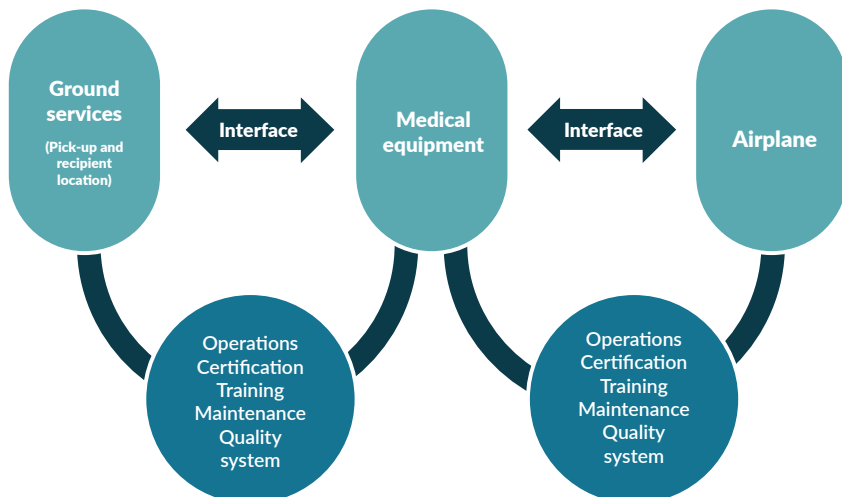 Ground
services
(Pick-up and
recipient
location)
Interface
Medical
equipment
Interface
Airplane
Operations
Certification
Training
Maintenance
Quality
system
Operations
Certification
Training
Maintenance
Quality
system